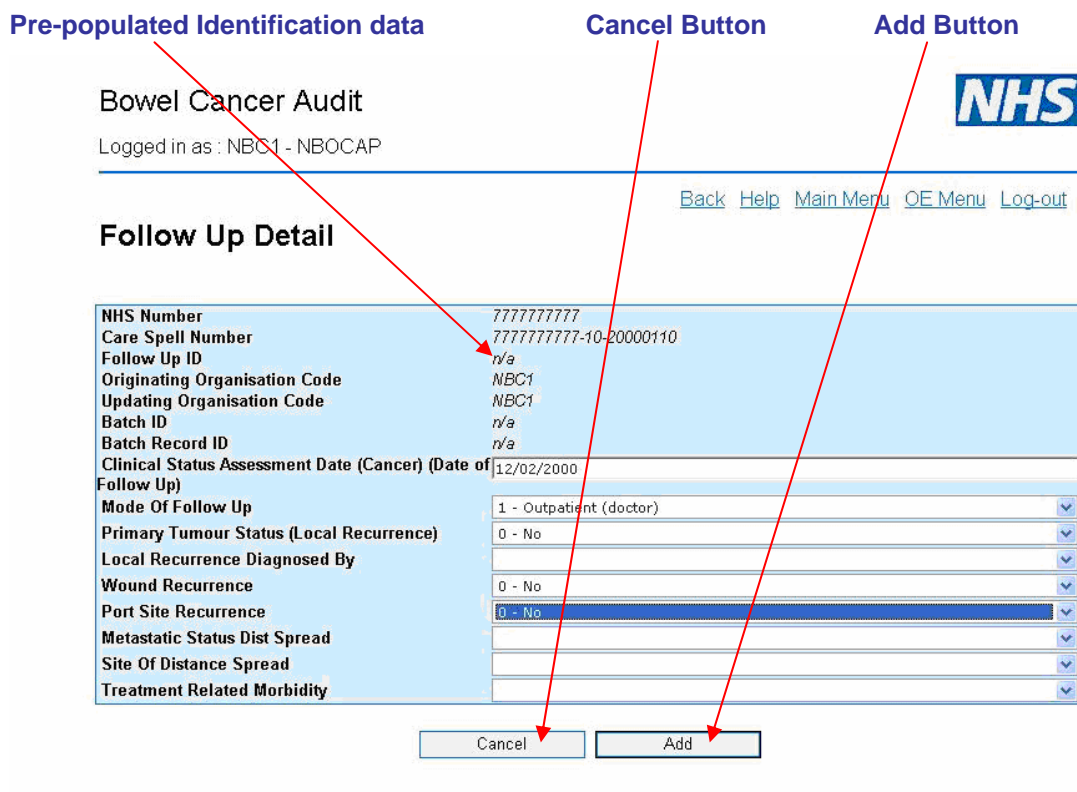 Pre-populated Identification data Cancel Button Add Button
Bowel Cancer Audit
NHS
Logged in as : NBC1 - NBOCAP
Back Help Main Menu OE Menu Log-out
Follow Up Detail
NHS Number 7777777777
Care Spell Number 7777777777-10-20000110
Follow Up ID n/a
Originating Organisation Code NBC1
Updating Organisation Code NBC1
Batch ID n/a
Batch Record ID n/a
Clinical Status Assessment Date (Cancer) (Date of 12/02/2000
Follow Up)
Mode Of Follow Up 1 - Outpatient (doctor)
Primary Tumour Status (Local Recurrence) 0 - No
Local Recurrence Diagnosed By
Wound Recurrence 0 - No
Port Site Recurrence 0 - No
Metastatic Status Dist Spread
Site Of Distance Spread
Treatment Related Morbidity
Cancel Add